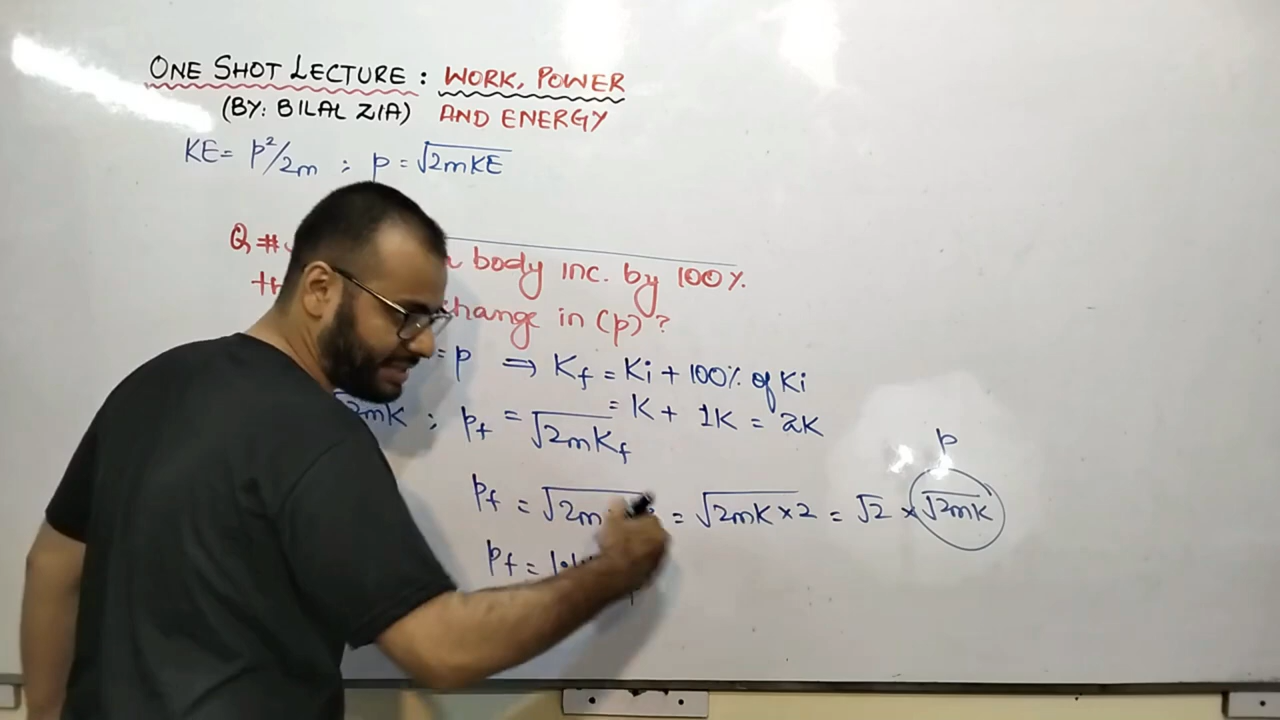 ONE SHOT LECTURE : WORK, POWER
(BY: BILAL ZIA) AND ENERGY
KE = p²/2m ; p = √2mKE
Q #
body inc. by 100%.
change in (p) ?
= p ⇒ Kf = Ki + 100% of Ki
= K + 1K = 2K
√2mK ; pf = √2mKf
p
pf = √2m = √2mK×2 = √2 × √2mK
pf =